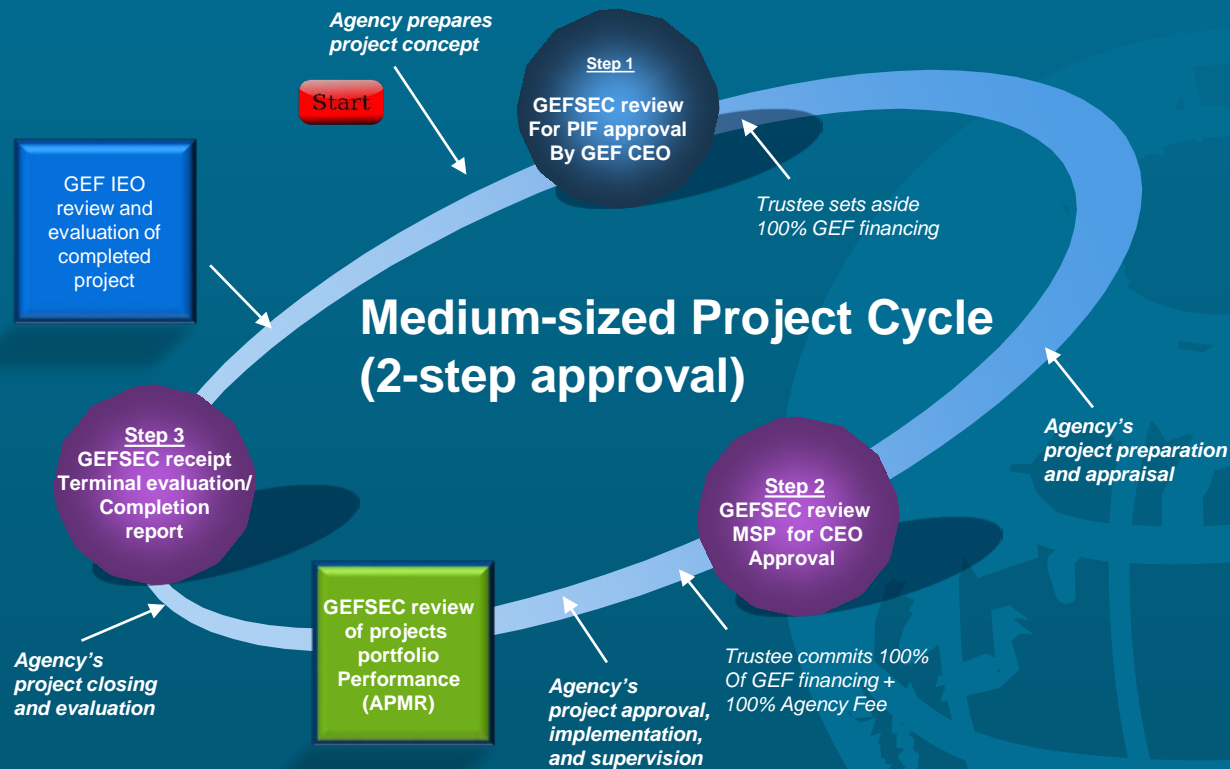 Agency prepares
project concept
Start
Step 1
GEFSEC review
For PIF approval
By GEF CEO
GEF IEO
review and
evaluation of
completed
project
Trustee sets aside
100% GEF financing
Medium-sized Project Cycle
(2-step approval)
Agency's
project preparation
and appraisal
Step 3
GEFSEC receipt
Terminal evaluation/
Completion
report
Step 2
GEFSEC review
MSP for CEO
Approval
GEFSEC review
of projects
portfolio
Performance
(APMR)
Agency's
project closing
and evaluation
Agency's
project approval,
implementation,
and supervision
Trustee commits 100%
Of GEF financing +
100% Agency Fee